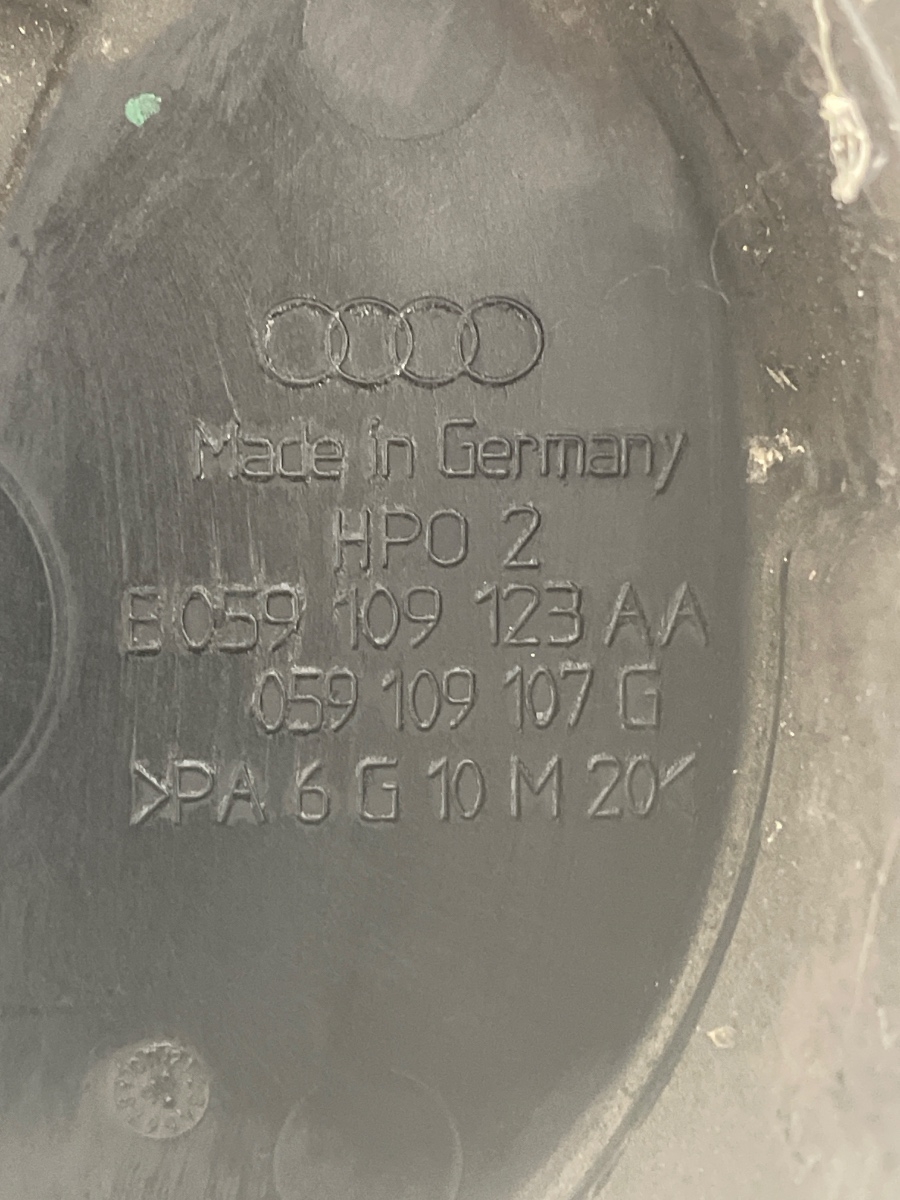 Made in Germany
HPO 2
E 059 109 123 AA
059 109 107 G
>PA 6 G 10 M 20<